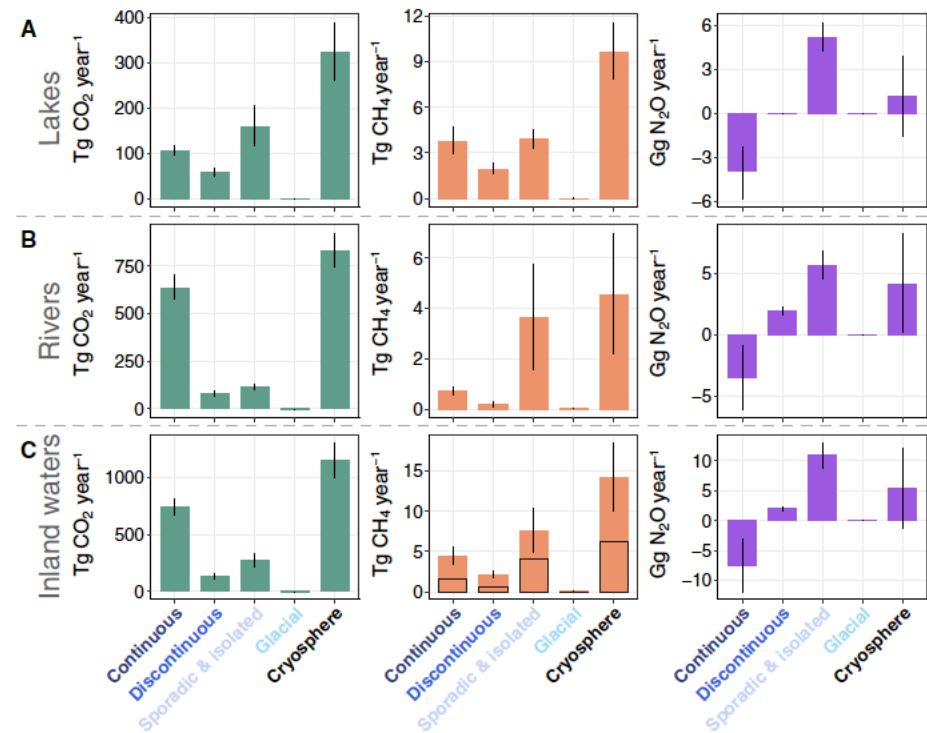 A
Lakes
Tg CO₂ year⁻¹
400
300
200
100
0
Tg CH₄ year⁻¹
12
9
6
3
0
Gg N₂O year⁻¹
6
3
0
−3
−6
B
Rivers
Tg CO₂ year⁻¹
750
500
250
0
Tg CH₄ year⁻¹
6
4
2
0
Gg N₂O year⁻¹
5
0
−5
C
Inland waters
Tg CO₂ year⁻¹
1000
500
0
Tg CH₄ year⁻¹
15
10
5
0
Gg N₂O year⁻¹
10
5
0
−5
−10
Continuous
Discontinuous
Sporadic & isolated
Glacial
Cryosphere
Continuous
Discontinuous
Sporadic & isolated
Glacial
Cryosphere
Continuous
Discontinuous
Sporadic & isolated
Glacial
Cryosphere